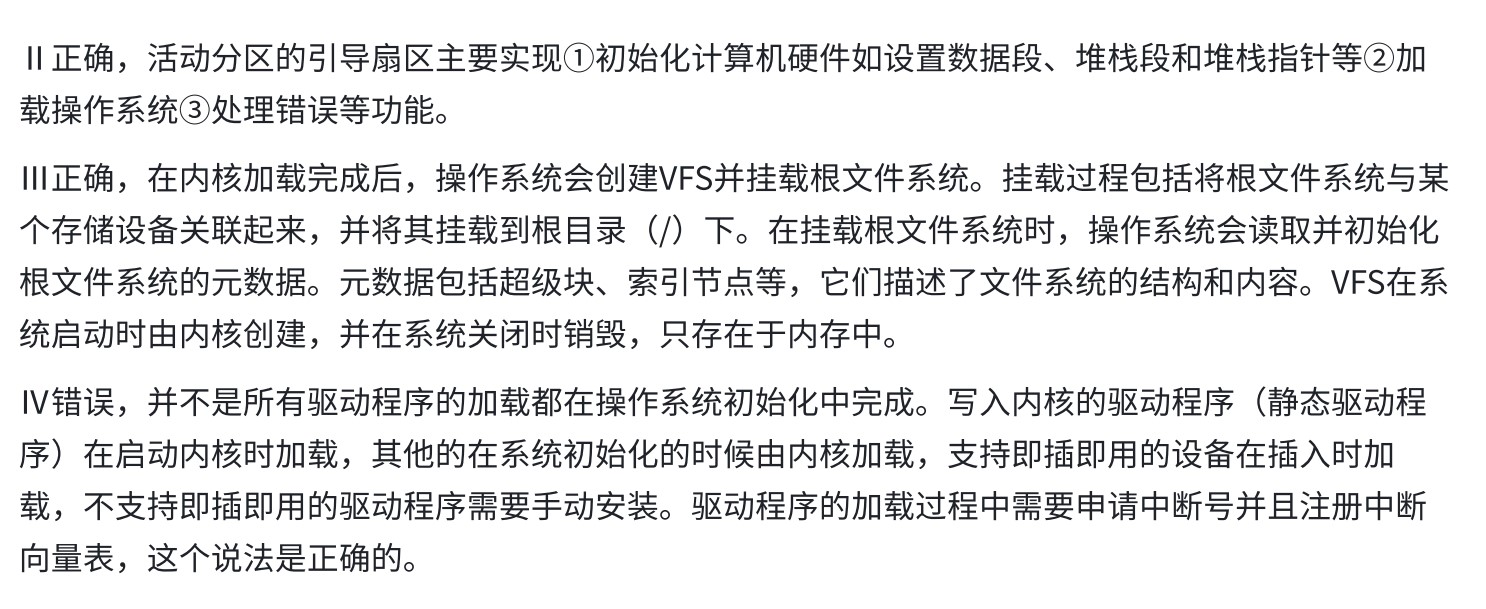 Ⅱ正确，活动分区的引导扇区主要实现①初始化计算机硬件如设置数据段、堆栈段和堆栈指针等②加
载操作系统③处理错误等功能。
Ⅲ正确，在内核加载完成后，操作系统会创建VFS并挂载根文件系统。挂载过程包括将根文件系统与某
个存储设备关联起来，并将其挂载到根目录（/）下。在挂载根文件系统时，操作系统会读取并初始化
根文件系统的元数据。元数据包括超级块、索引节点等，它们描述了文件系统的结构和内容。VFS在系
统启动时由内核创建，并在系统关闭时销毁，只存在于内存中。
Ⅳ错误，并不是所有驱动程序的加载都在操作系统初始化中完成。写入内核的驱动程序（静态驱动程
序）在启动内核时加载，其他的在系统初始化的时候由内核加载，支持即插即用的设备在插入时加
载，不支持即插即用的驱动程序需要手动安装。驱动程序的加载过程中需要申请中断号并且注册中断
向量表，这个说法是正确的。